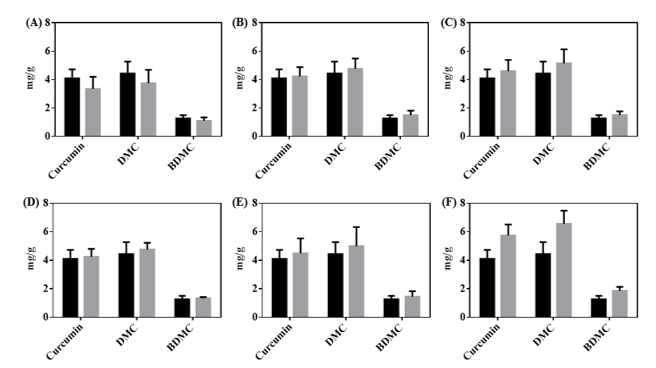 (A) 8
6
4
2
0
mg/g
Curcumin
DMC
BDMC
(B) 8
6
4
2
0
mg/g
Curcumin
DMC
BDMC
(C) 8
6
4
2
0
mg/g
Curcumin
DMC
BDMC
(D) 8
6
4
2
0
mg/g
Curcumin
DMC
BDMC
(E) 8
6
4
2
0
mg/g
Curcumin
DMC
BDMC
(F) 8
6
4
2
0
mg/g
Curcumin
DMC
BDMC